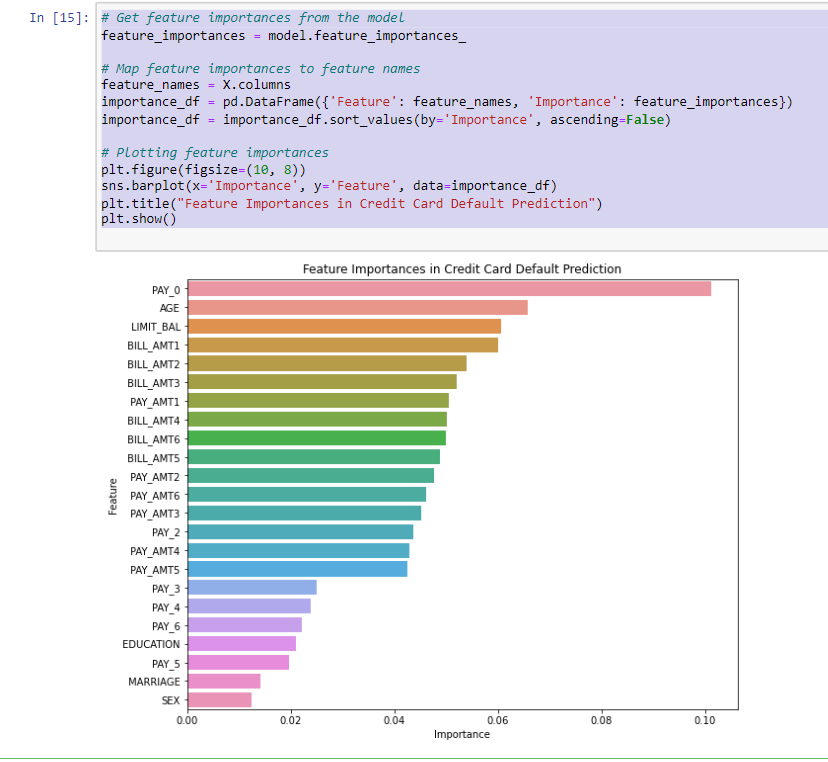 In [15]:
# Get feature importances from the model
feature_importances = model.feature_importances_
# Map feature importances to feature names
feature_names = X.columns
importance_df = pd.DataFrame({'Feature': feature_names, 'Importance': feature_importances})
importance_df = importance_df.sort_values(by='Importance', ascending=False)
# Plotting feature importances
plt.figure(figsize=(10, 8))
sns.barplot(x='Importance', y='Feature', data=importance_df)
plt.title("Feature Importances in Credit Card Default Prediction")
plt.show()
Feature Importances in Credit Card Default Prediction
Feature
PAY_0
AGE
LIMIT_BAL
BILL_AMT1
BILL_AMT2
BILL_AMT3
PAY_AMT1
BILL_AMT4
BILL_AMT6
BILL_AMT5
PAY_AMT2
PAY_AMT6
PAY_AMT3
PAY_2
PAY_AMT4
PAY_AMT5
PAY_3
PAY_4
PAY_6
EDUCATION
PAY_5
MARRIAGE
SEX
0.00 0.02 0.04 0.06 0.08 0.10
Importance